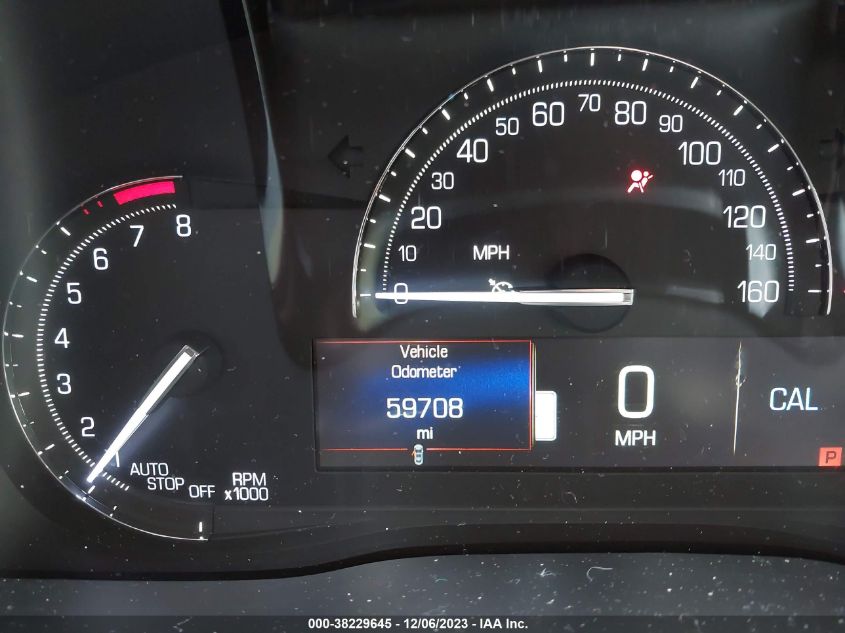 10
20
30
40
50
60
70
80
90
100
110
120
140
160
0
MPH
8
7
6
5
4
3
2
1
AUTO
STOP
OFF
RPM
x1000
Vehicle
Odometer
59708
mi
0
MPH
CAL
P
000-38229645 - 12/06/2023 - IAA Inc.